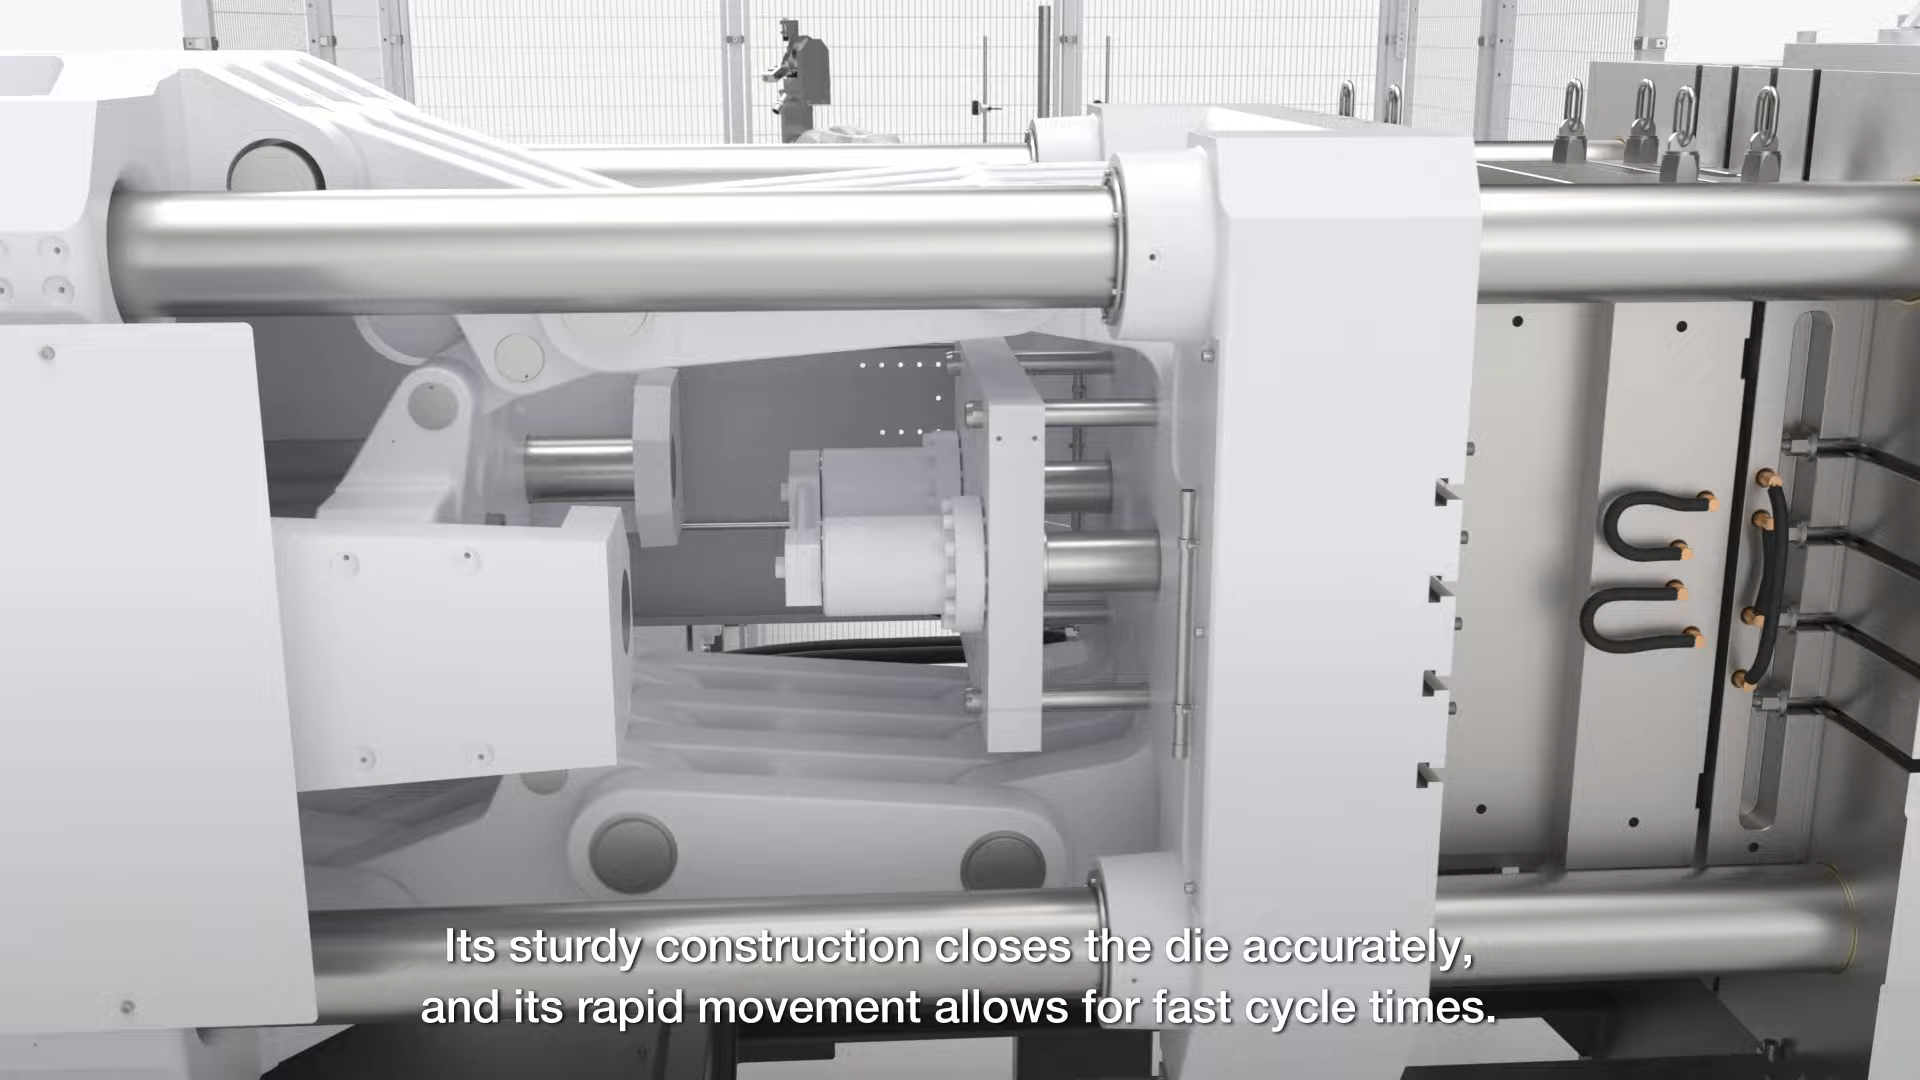 Its sturdy construction closes the die accurately,
and its rapid movement allows for fast cycle times.